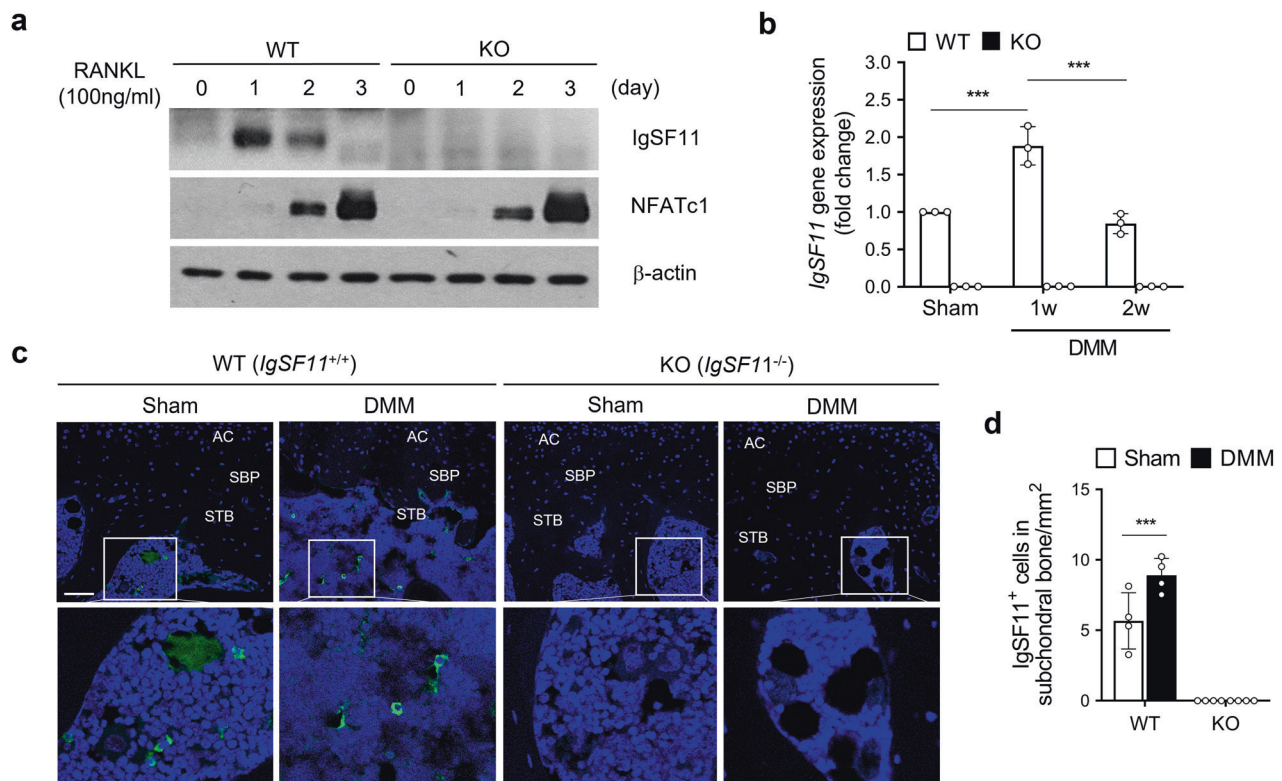 a
WT KO
RANKL
(100ng/ml)
0 1 2 3 0 1 2 3 (day)
IgSF11
NFATc1
β-actin
b
WT KO
IgSF11 gene expression
(fold change)
3.0
2.5
2.0
1.5
1.0
0.5
0.0
***
***
Sham 1w 2w
DMM
c
WT (IgSF11+/+) KO (IgSF11-/-)
Sham DMM Sham DMM
AC
SBP
STB
AC
SBP
STB
AC
SBP
STB
AC
SBP
STB
d
Sham DMM
IgSF11+ cells in
subchondral bone/mm2
15
10
5
0
***
WT KO